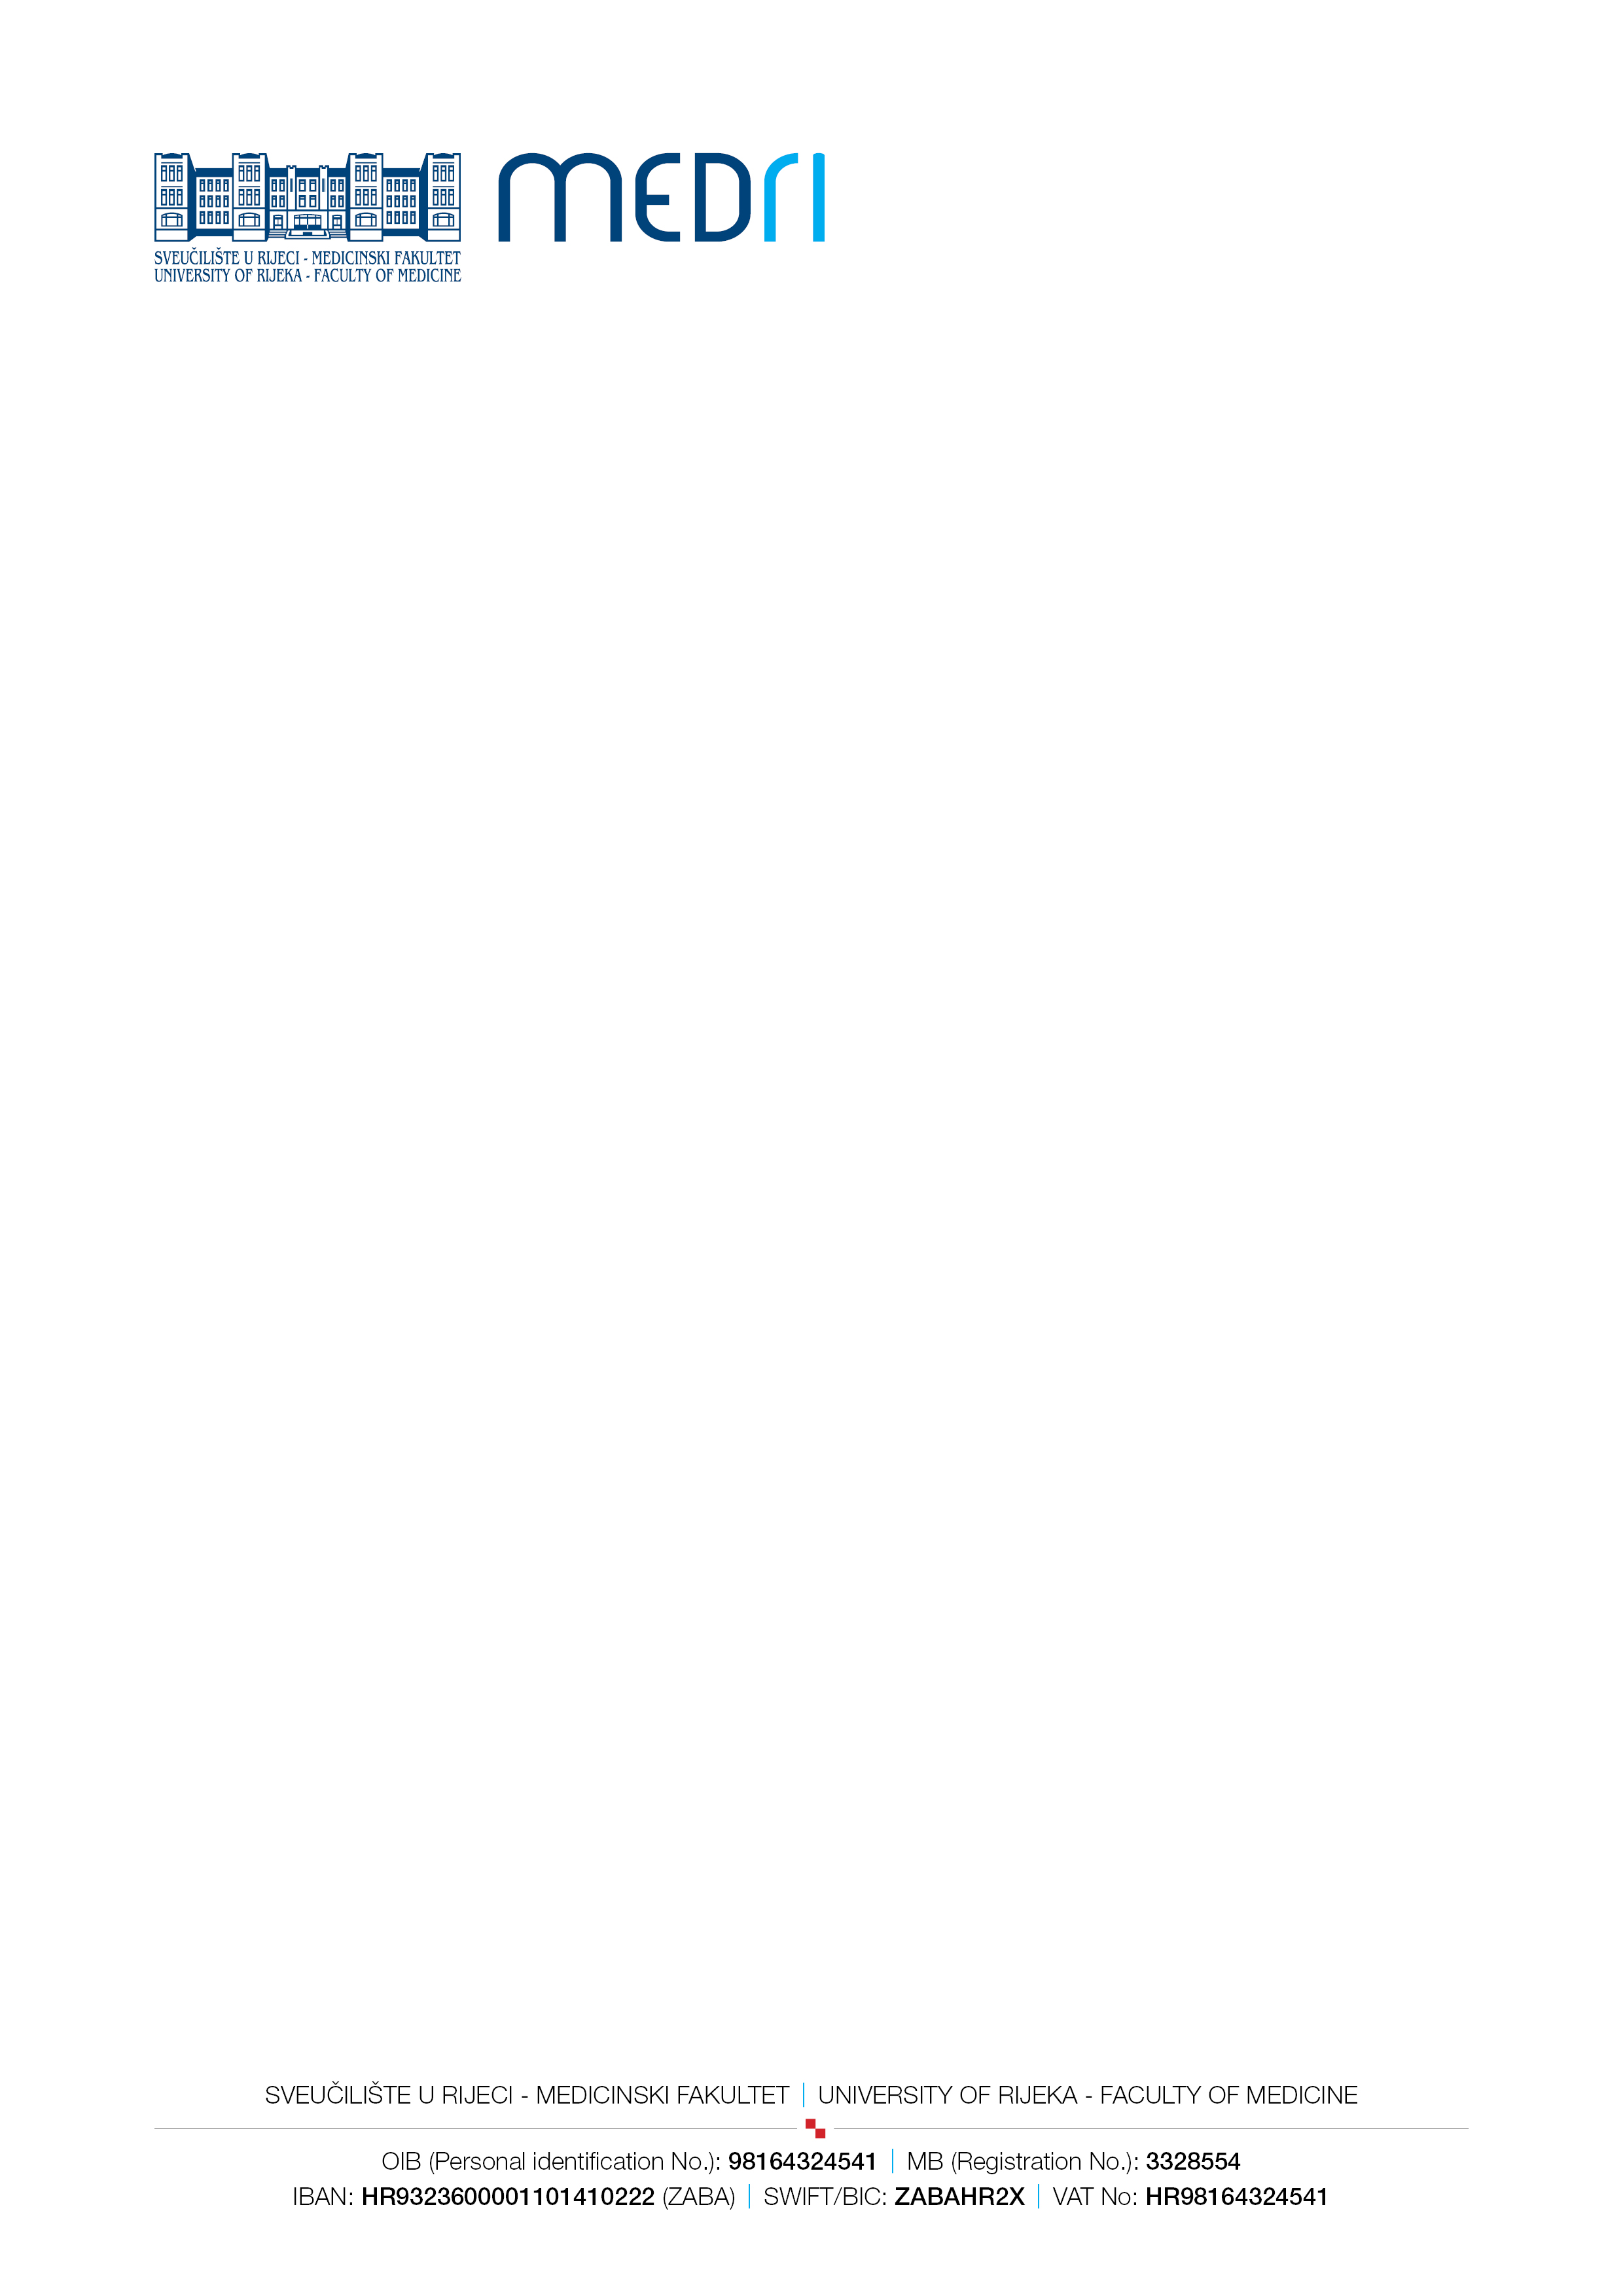 MEDRI
SVEUČILIŠTE U RIJECI - MEDICINSKI FAKULTET
UNIVERSITY OF RIJEKA - FACULTY OF MEDICINE
SVEUČILIŠTE U RIJECI - MEDICINSKI FAKULTET | UNIVERSITY OF RIJEKA - FACULTY OF MEDICINE
OIB (Personal identification No.): 98164324541 | MB (Registration No.): 3328554
IBAN: HR9323600001101410222 (ZABA) | SWIFT/BIC: ZABAHR2X | VAT No: HR98164324541